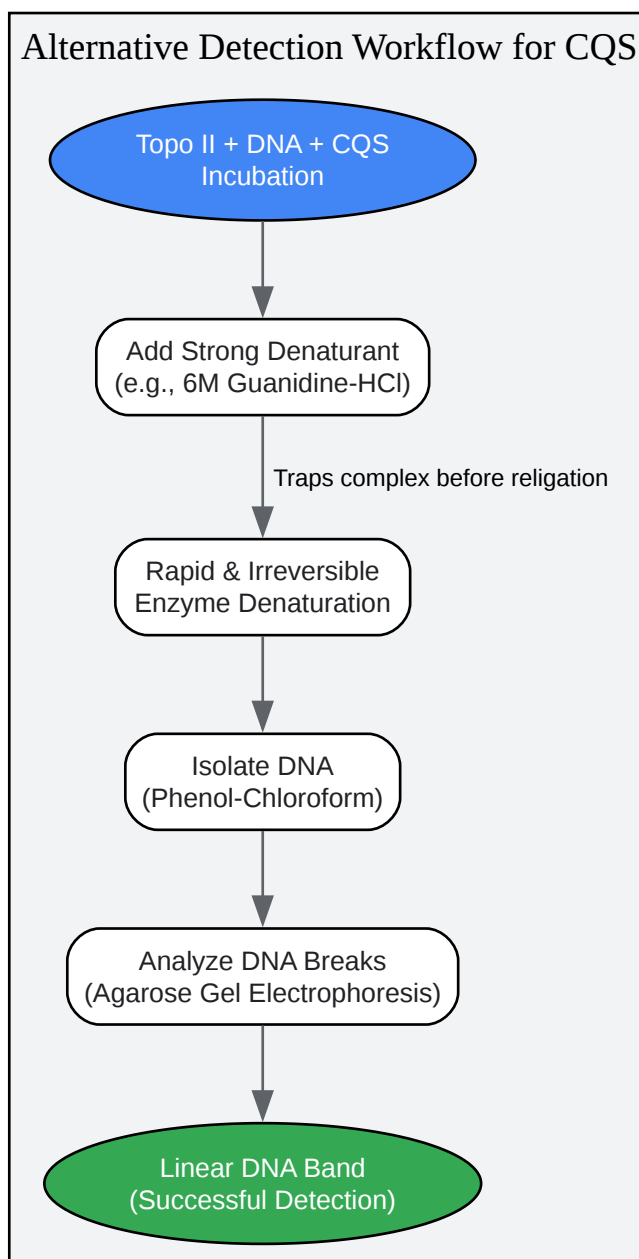 Alternative Detection Workflow for CQS
Topo II + DNA + CQS
Incubation
Add Strong Denaturant
(e.g., 6M Guanidine-HCl)
Traps complex before religation
Rapid & Irreversible
Enzyme Denaturation
Isolate DNA
(Phenol-Chloroform)
Analyze DNA Breaks
(Agarose Gel Electrophoresis)
Linear DNA Band
(Successful Detection)